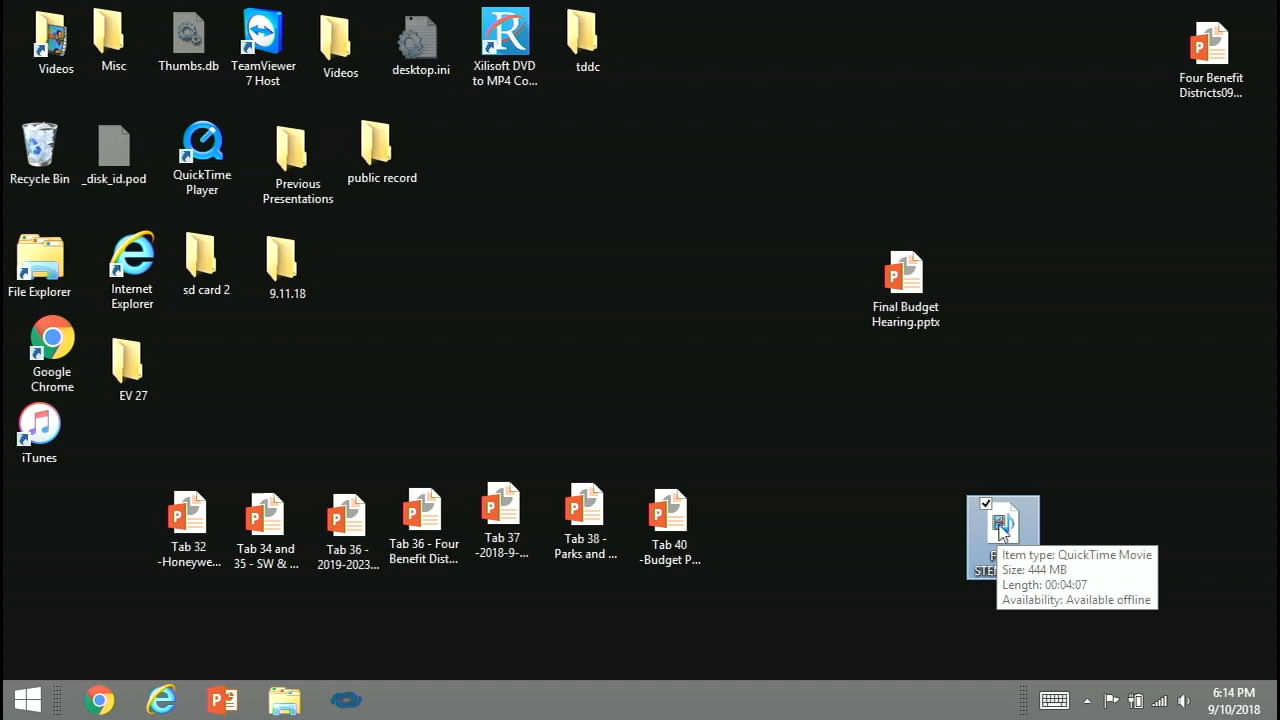 Videos
Misc
Thumbs.db
TeamViewer
7 Host
Videos
desktop.ini
Xilisoft DVD
to MP4 Co...
tddc
Four Benefit
Districts09...
Recycle Bin
_disk_id.pod
QuickTime
Player
Previous
Presentations
public record
File Explorer
Internet
Explorer
sd card 2
9.11.18
Final Budget
Hearing.pptx
Google
Chrome
EV 27
iTunes
Tab 32
-Honeywe...
Tab 34 and
35 - SW & ...
Tab 36 -
2019-2023...
Tab 36 - Four
Benefit Dist...
Tab 37
-2018-9-...
Tab 38 -
Parks and ...
Tab 40
-Budget P...
Item type: QuickTime Movie
Size: 444 MB
Length: 00:04:07
Availability: Available offline
6:14 PM
9/10/2018